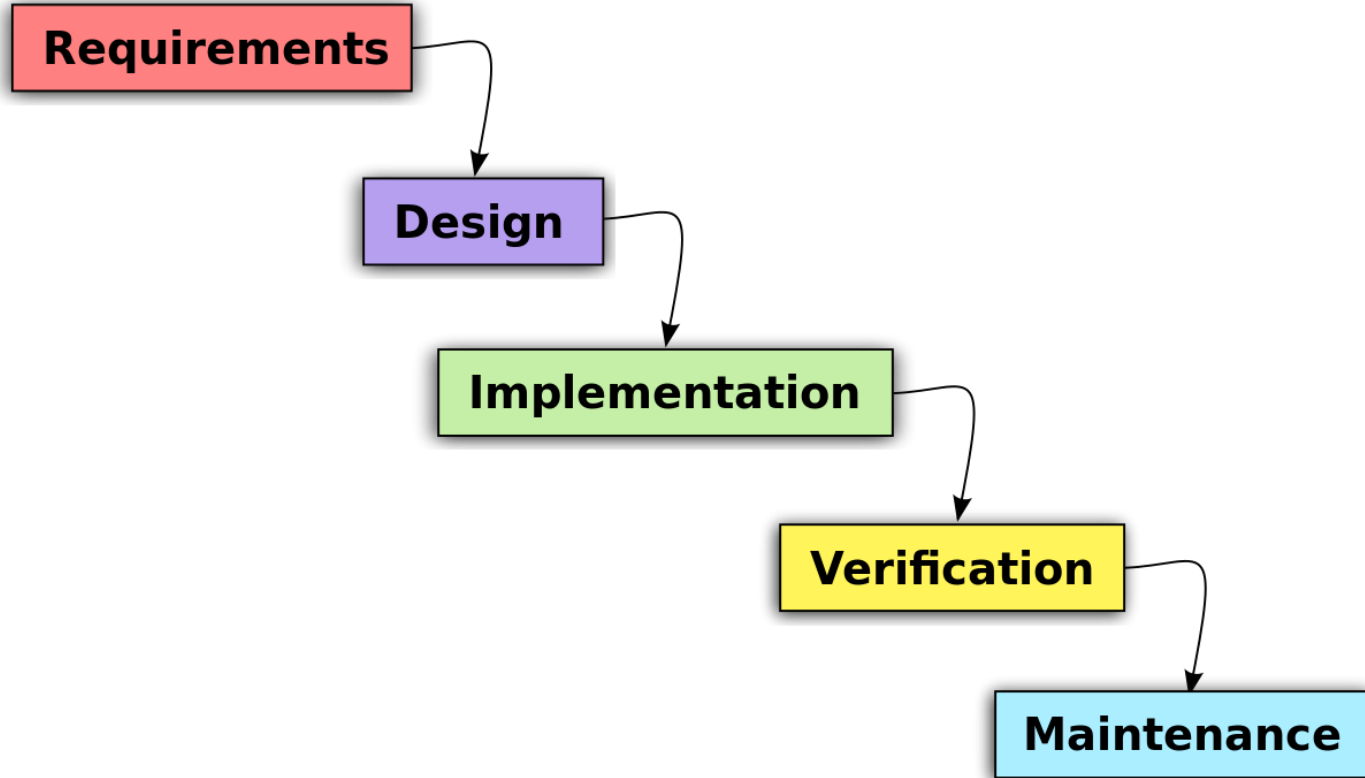 Requirements
Design
Implementation
Verification
Maintenance